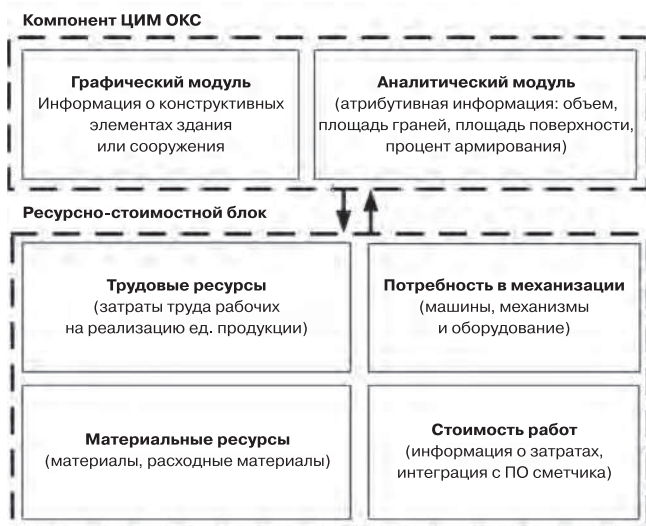 Компонент ЦИМ ОКС
Графический модуль
Информация о конструктивных
элементах здания
или сооружения
Аналитический модуль
(атрибутивная информация: объем,
площадь граней, площадь поверхности,
процент армирования)
Ресурсно-стоимостной блок
Трудовые ресурсы
(затраты труда рабочих
на реализацию ед. продукции)
Потребность в механизации
(машины, механизмы
и оборудование)
Материальные ресурсы
(материалы, расходные материалы)
Стоимость работ
(информация о затратах,
интеграция с ПО сметчика)